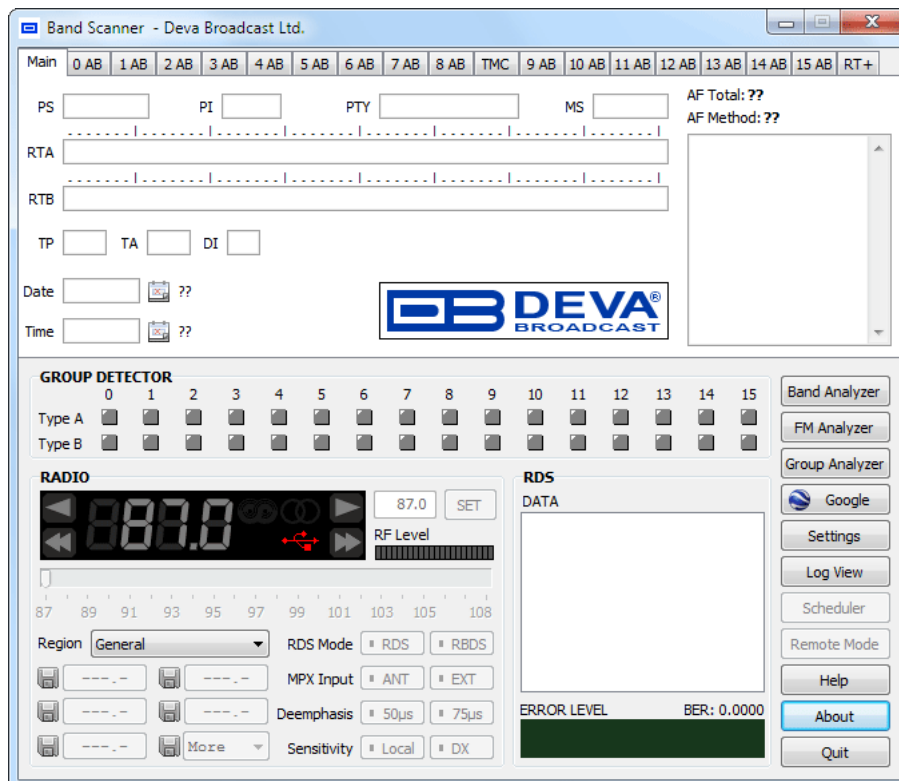 Band Scanner - Deva Broadcast Ltd.
Main 0 AB 1 AB 2 AB 3 AB 4 AB 5 AB 6 AB 7 AB 8 AB TMC 9 AB 10 AB 11 AB 12 AB 13 AB 14 AB 15 AB RT+
PS PI PTY MS
AF Total: ??
AF Method: ??
RTA
RTB
TP TA DI
Date ??
Time ??
DEVA®
BROADCAST
GROUP DETECTOR
0 1 2 3 4 5 6 7 8 9 10 11 12 13 14 15
Type A
Type B
Band Analyzer
FM Analyzer
Group Analyzer
Google
Settings
Log View
Scheduler
Remote Mode
Help
About
Quit
RADIO
87.0 87.0 SET
RF Level
87 89 91 93 95 97 99 101 103 105 108
Region General RDS Mode RDS RBDS
---.- ---.- MPX Input ANT EXT
---.- ---.- Deemphasis 50µs 75µs
---.- More Sensitivity Local DX
RDS
DATA
ERROR LEVEL BER: 0.0000